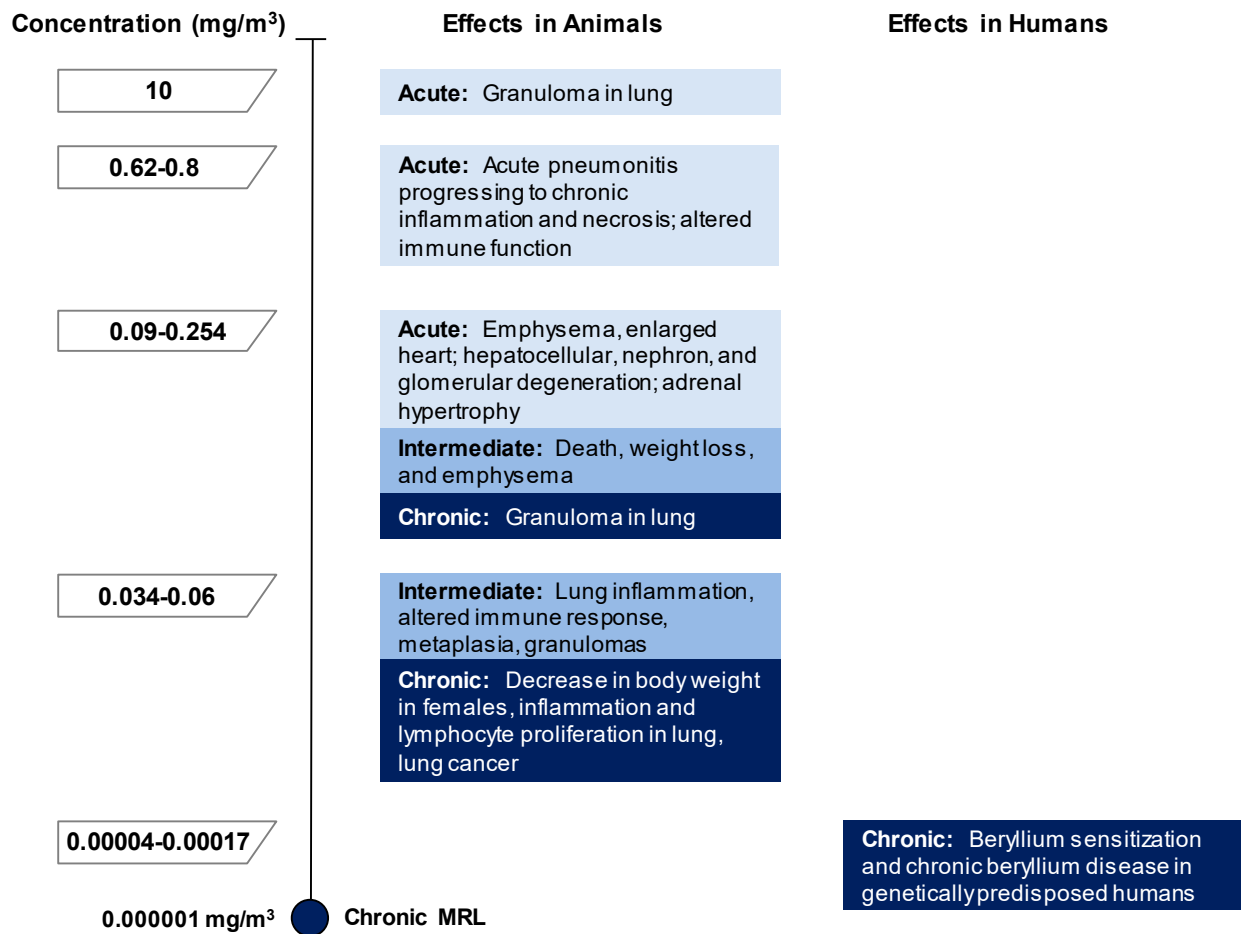 Concentration (mg/m³)
Effects in Animals
Effects in Humans
10
Acute: Granuloma in lung
0.62-0.8
Acute: Acute pneumonitis
progressing to chronic
inflammation and necrosis; altered
immune function
0.09-0.254
Acute: Emphysema, enlarged
heart; hepatocellular, nephron, and
glomerular degeneration; adrenal
hypertrophy
Intermediate: Death, weight loss,
and emphysema
Chronic: Granuloma in lung
0.034-0.06
Intermediate: Lung inflammation,
altered immune response,
metaplasia, granulomas
Chronic: Decrease in body weight
in females, inflammation and
lymphocyte proliferation in lung,
lung cancer
0.00004-0.00017
Chronic: Beryllium sensitization
and chronic beryllium disease in
genetically predisposed humans
0.000001 mg/m³
Chronic MRL